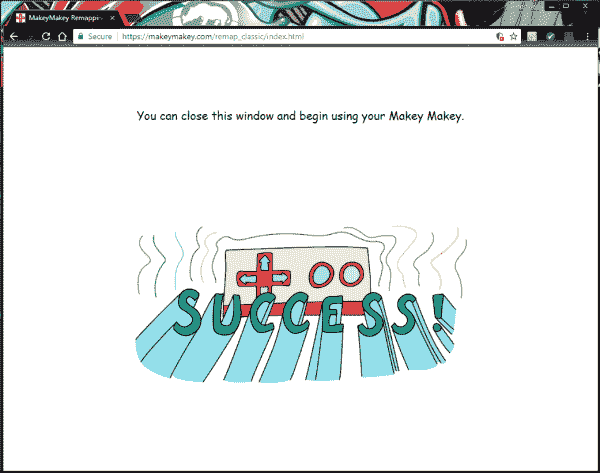 MakeyMakey Remappi
Secure
https://makeymakey.com/remap_classic/index.html
You can close this window and begin using your Makey Makey.
SUCCESS!